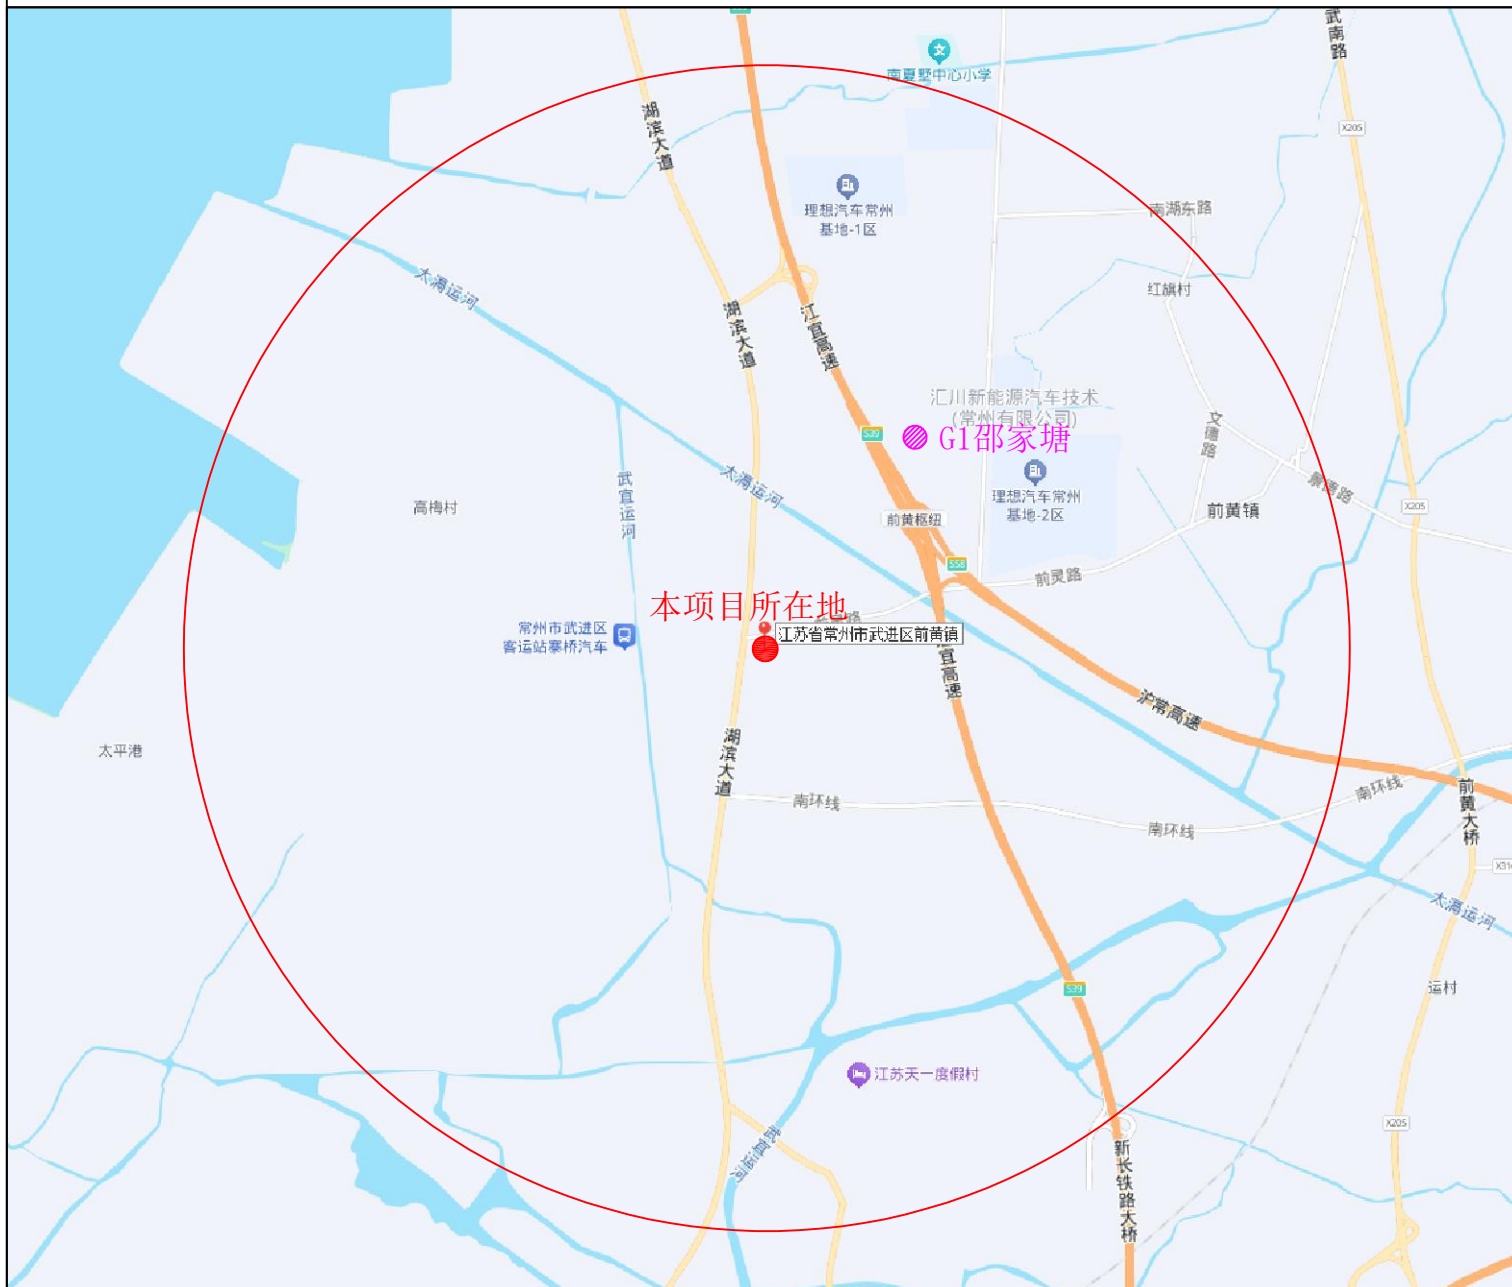 武南路
南夏墅中心小学
湖滨大道
X205
理想汽车常州
基地-1区
南湖东路
太滆运河
红旗村
湖滨大道
江宜高速
汇川新能源汽车技术
(常州有限公司)
文德路
S39
G1邵家塘
太滆运河
武宜运河
理想汽车常州
基地-2区
景德路
高梅村
前黄枢纽
前黄镇
X205
S58
前灵路
本项目所在地
常州市武进区
客运站寨桥汽车
江苏省常州市武进区前黄镇
江宜高速
沪常高速
太平港
湖滨大道
南环线
南环线
南环线
前黄大桥
太滆运河
S39
运村
江苏天一度假村
武宜运河
X205
新长铁路大桥